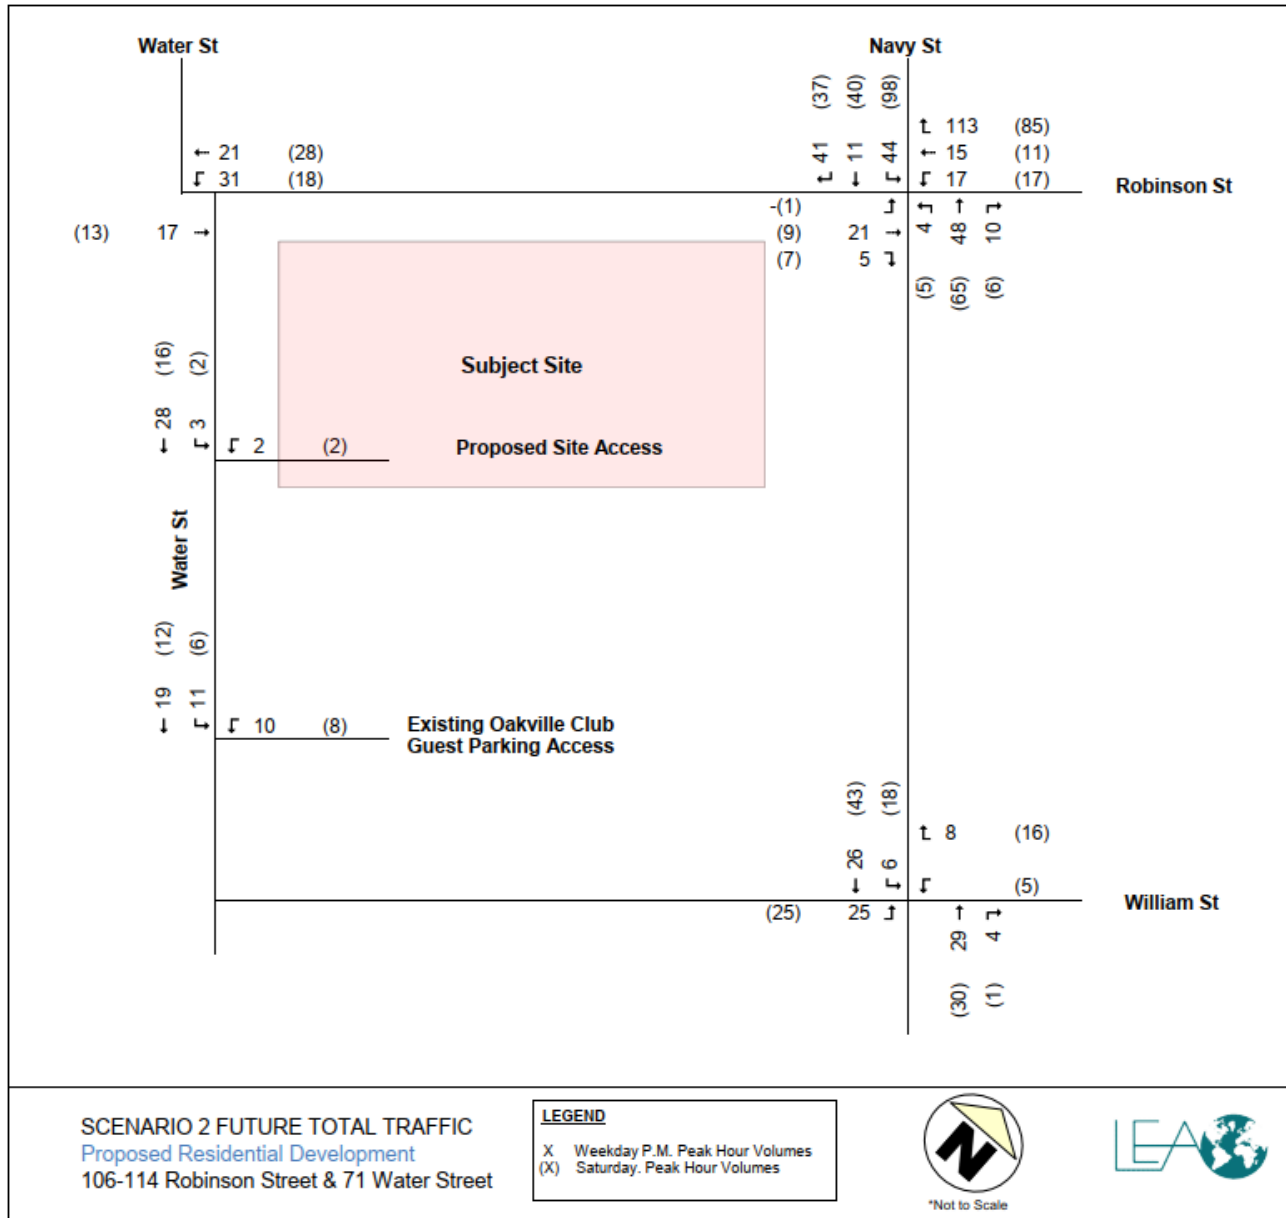 Water St
Navy St
(37) (40) (98)
41 11 44
113 (85)
21 (28)
15 (11)
31 (18)
17 (17)
Robinson St
-(1)
(13) 17
(9) 21
(7) 5
4 48 10
(5) (65) (6)
Subject Site
(16) (2)
28 3
2 (2)
Proposed Site Access
Water St
(12) (6)
19 11
10 (8)
Existing Oakville Club
Guest Parking Access
(43) (18)
26 6
8 (16)
(5)
William St
(25) 25
29 4
(30) (1)
SCENARIO 2 FUTURE TOTAL TRAFFIC
Proposed Residential Development
106-114 Robinson Street & 71 Water Street
LEGEND
X Weekday P.M. Peak Hour Volumes
(X) Saturday. Peak Hour Volumes
N
*Not to Scale
LEA